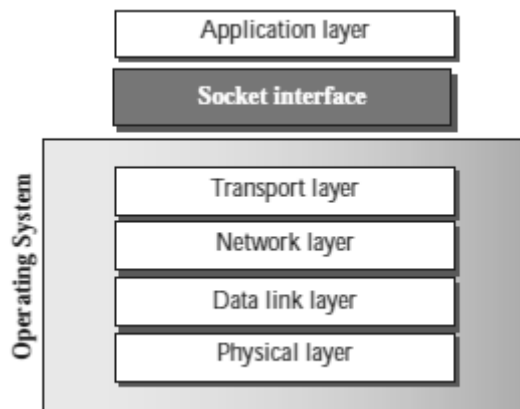 Application layer
Socket interface
Operating System
Transport layer
Network layer
Data link layer
Physical layer